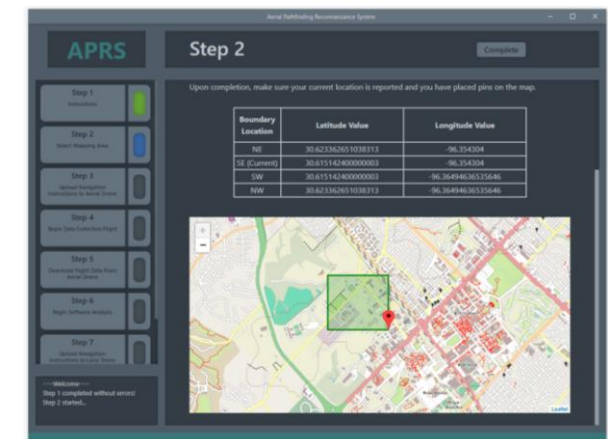 Aerial Pathfinding Reconnaissance System
APRS
Step 2
Complete
Step 1
Instructions
Step 2
Select Mapping Area
Step 3
Upload Navigation
Instructions to Aerial Drone
Step 4
Begin Data Collection Flight
Step 5
Download Flight Data From
Aerial Drone
Step 6
Begin Software Analysis
Step 7
Upload Navigation
Instructions to Land Drone
----Welcome----
Step 1 completed without errors!
Step 2 started...
Upon completion, make sure your current location is reported and you have placed pins on the map.
Boundary Location Latitude Value Longitude Value
NE 30.623362651038313 -96.354304
SE (Current) 30.615142400000003 -96.354304
SW 30.615142400000003 -96.36494636535646
NW 30.623362651038313 -96.36494636535646
+
−
Leaflet